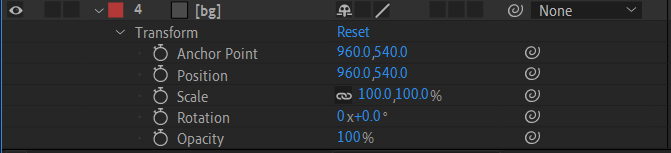 4 [bg] None
Transform Reset
Anchor Point 960.0,540.0
Position 960.0,540.0
Scale 100.0,100.0%
Rotation 0x+0.0°
Opacity 100%